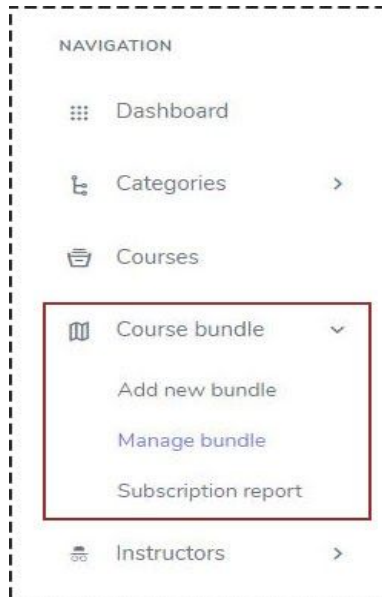 NAVIGATION
Dashboard
Categories
Courses
Course bundle
Add new bundle
Manage bundle
Subscription report
Instructors